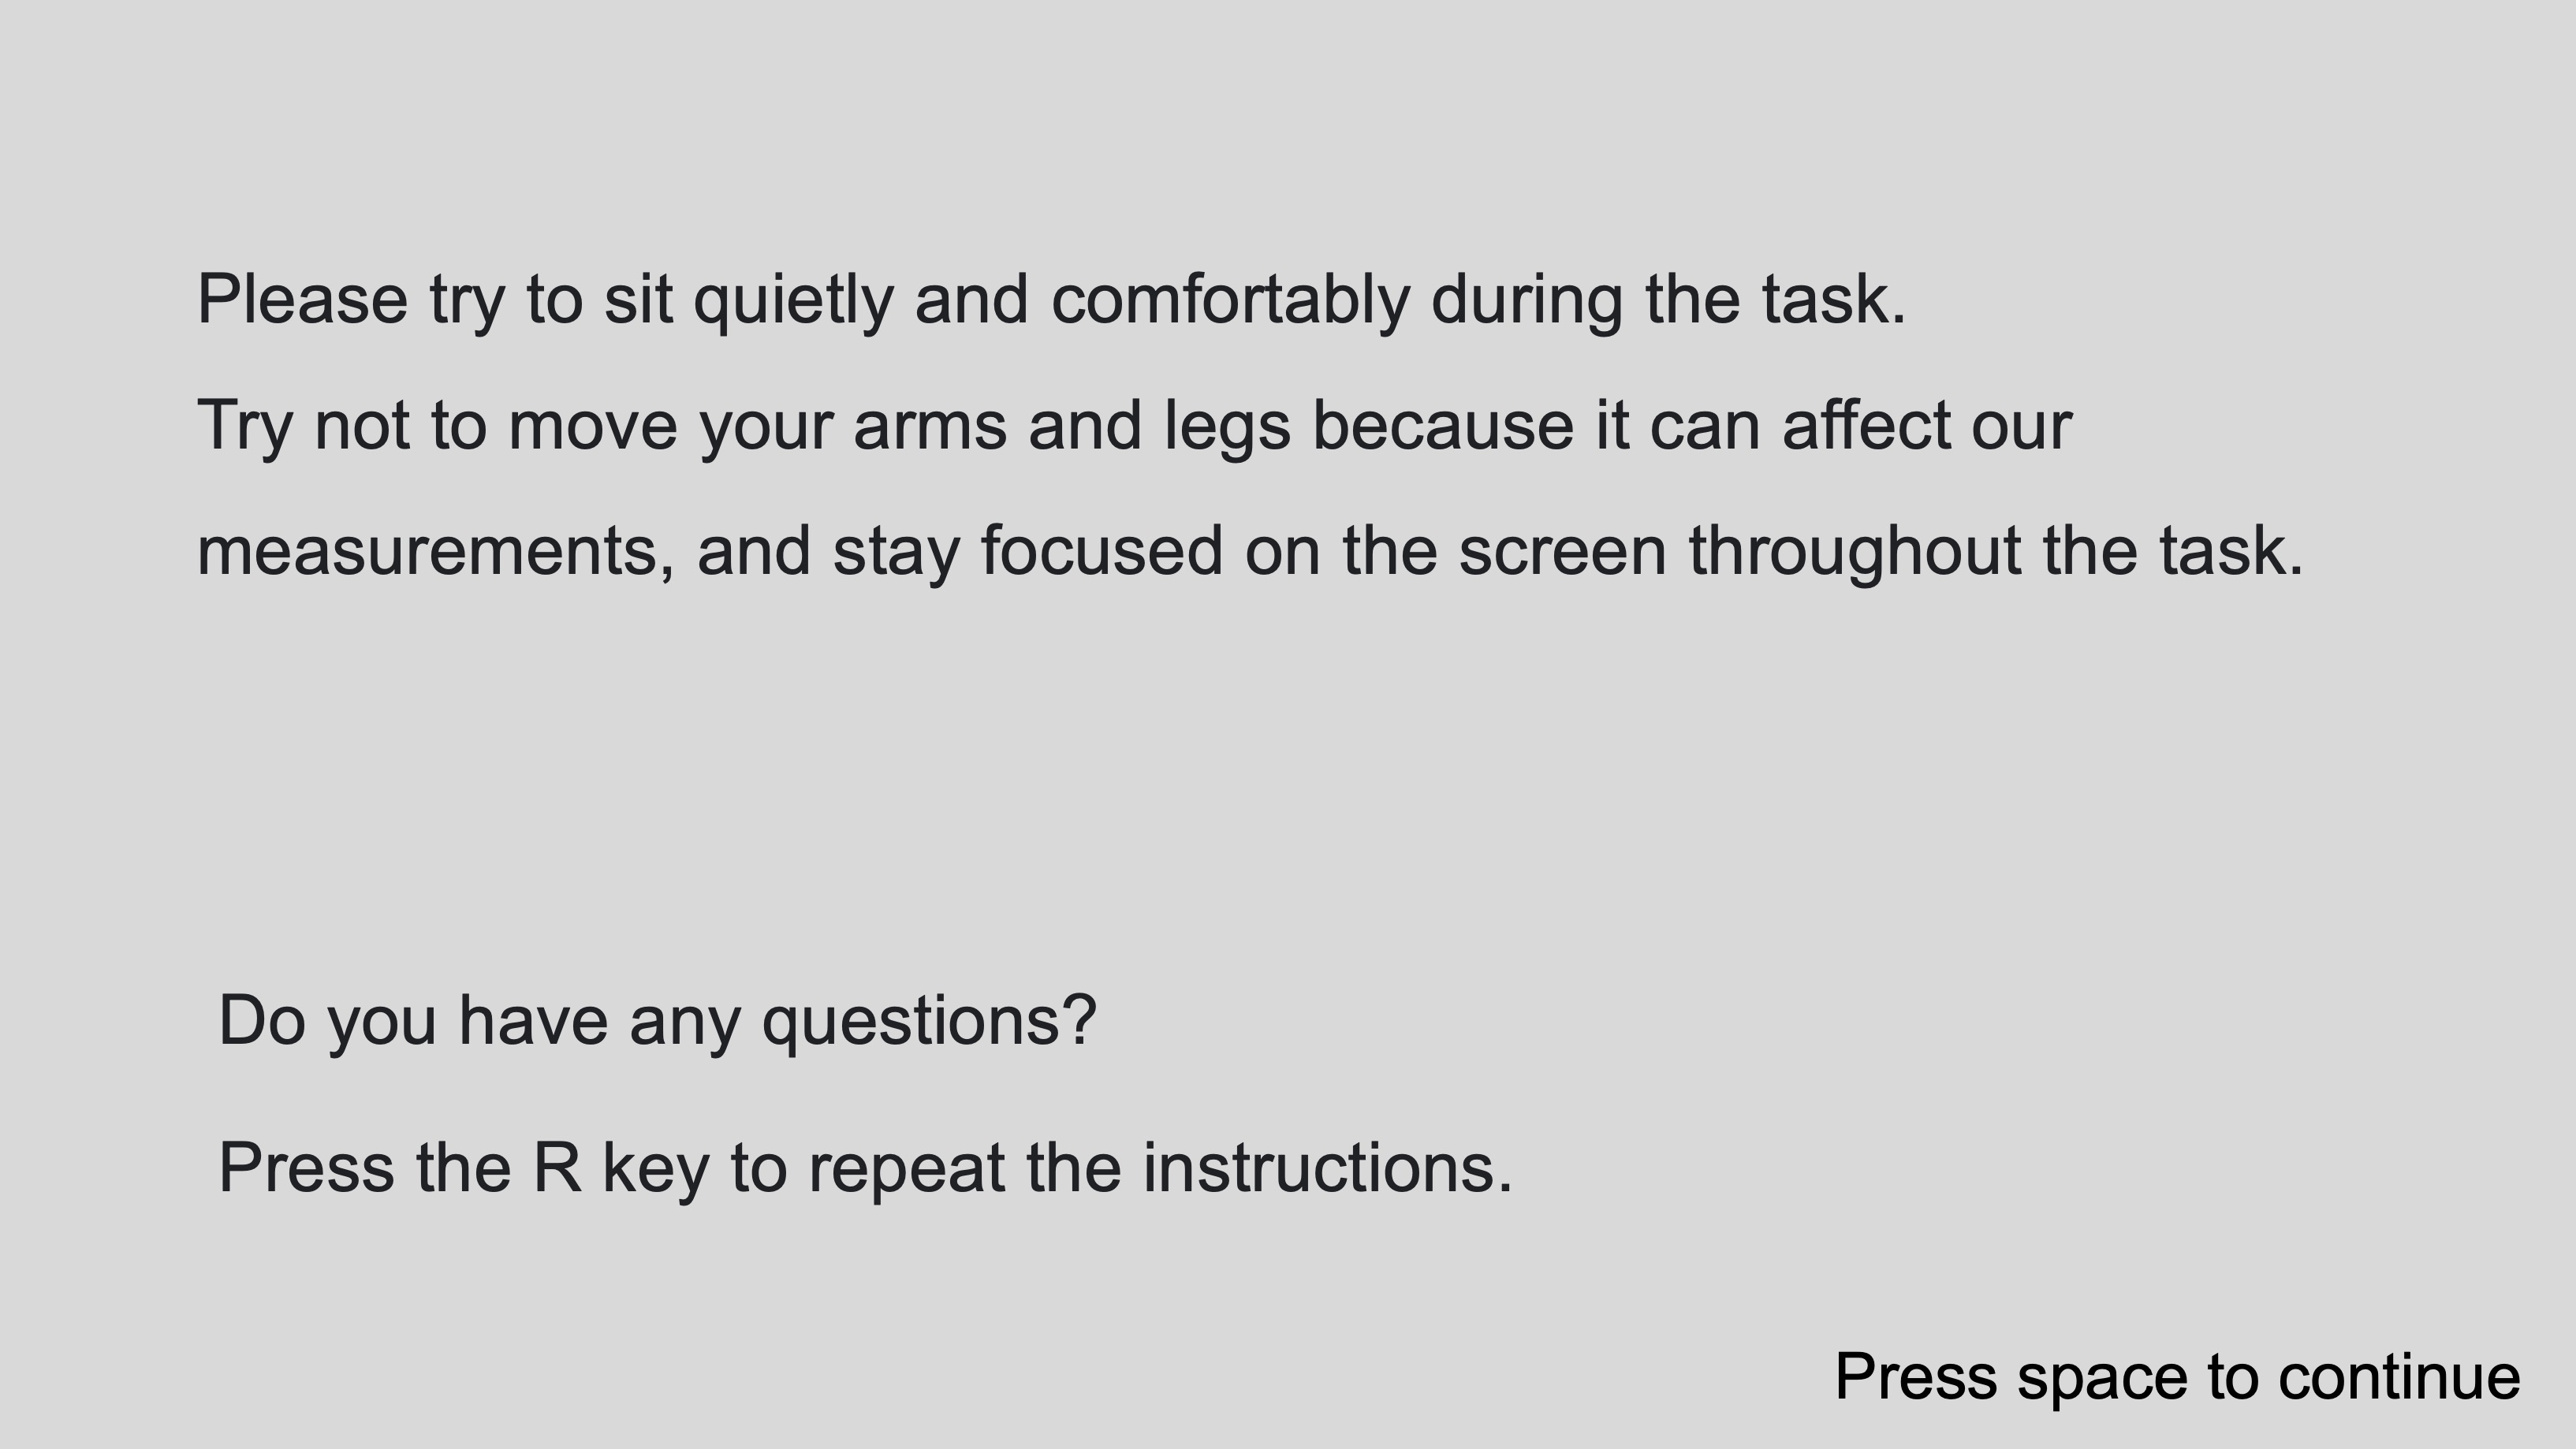 Please try to sit quietly and comfortably during the task.
Try not to move your arms and legs because it can affect our
measurements, and stay focused on the screen throughout the task.
Do you have any questions?
Press the R key to repeat the instructions.
Press space to continue